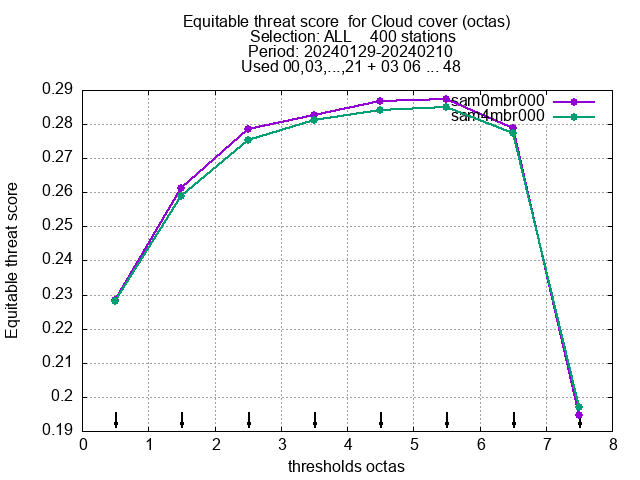 Equitable threat score  for Cloud cover (octas)
Selection: ALL    400 stations
Period: 20240129-20240210
Used 00,03,...,21 + 03 06 ... 48
sam0mbr000
sam4mbr000
Equitable threat score
0.29
0.28
0.27
0.26
0.25
0.24
0.23
0.22
0.21
0.2
0.19
0 1 2 3 4 5 6 7 8
thresholds octas